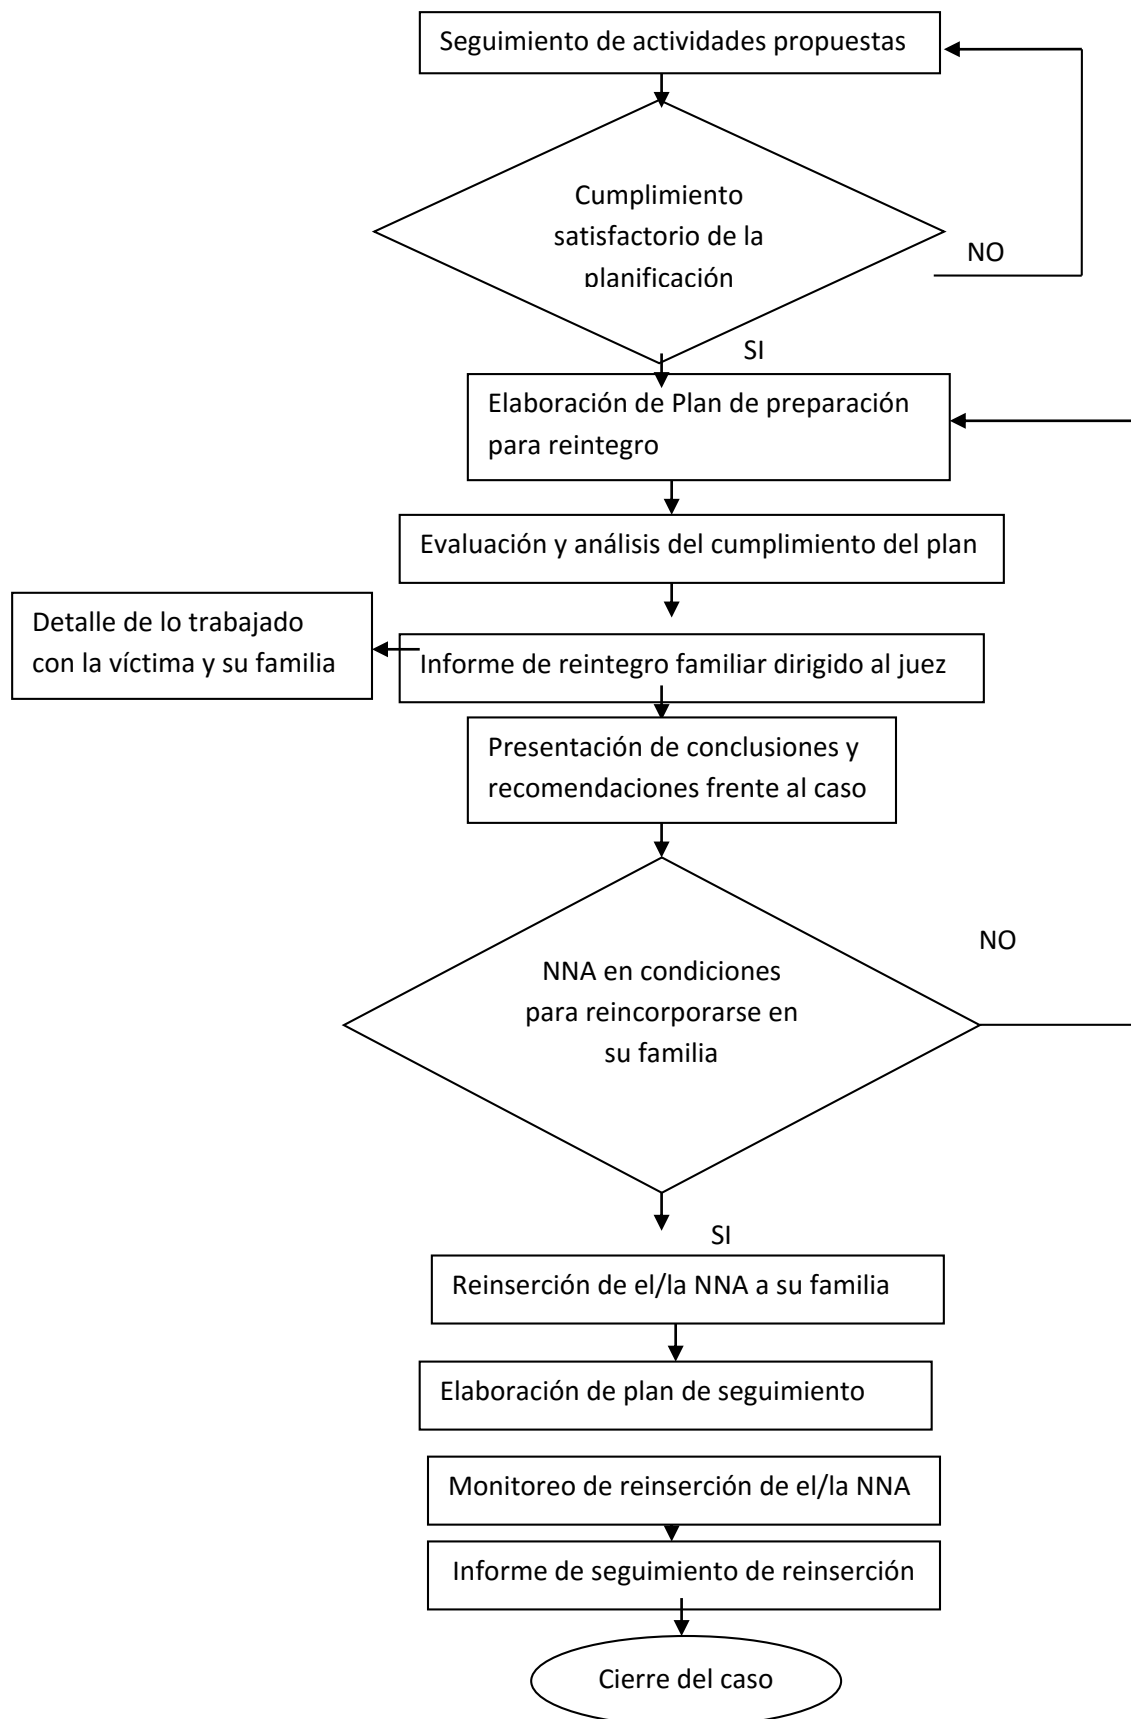 Seguimiento de actividades propuestas
Cumplimiento
satisfactorio de la
planificación
NO
SI
Elaboración de Plan de preparación
para reintegro
Evaluación y análisis del cumplimiento del plan
Detalle de lo trabajado
con la víctima y su familia
Informe de reintegro familiar dirigido al juez
Presentación de conclusiones y
recomendaciones frente al caso
NO
NNA en condiciones
para reincorporarse en
su familia
SI
Reinserción de el/la NNA a su familia
Elaboración de plan de seguimiento
Monitoreo de reinserción de el/la NNA
Informe de seguimiento de reinserción
Cierre del caso